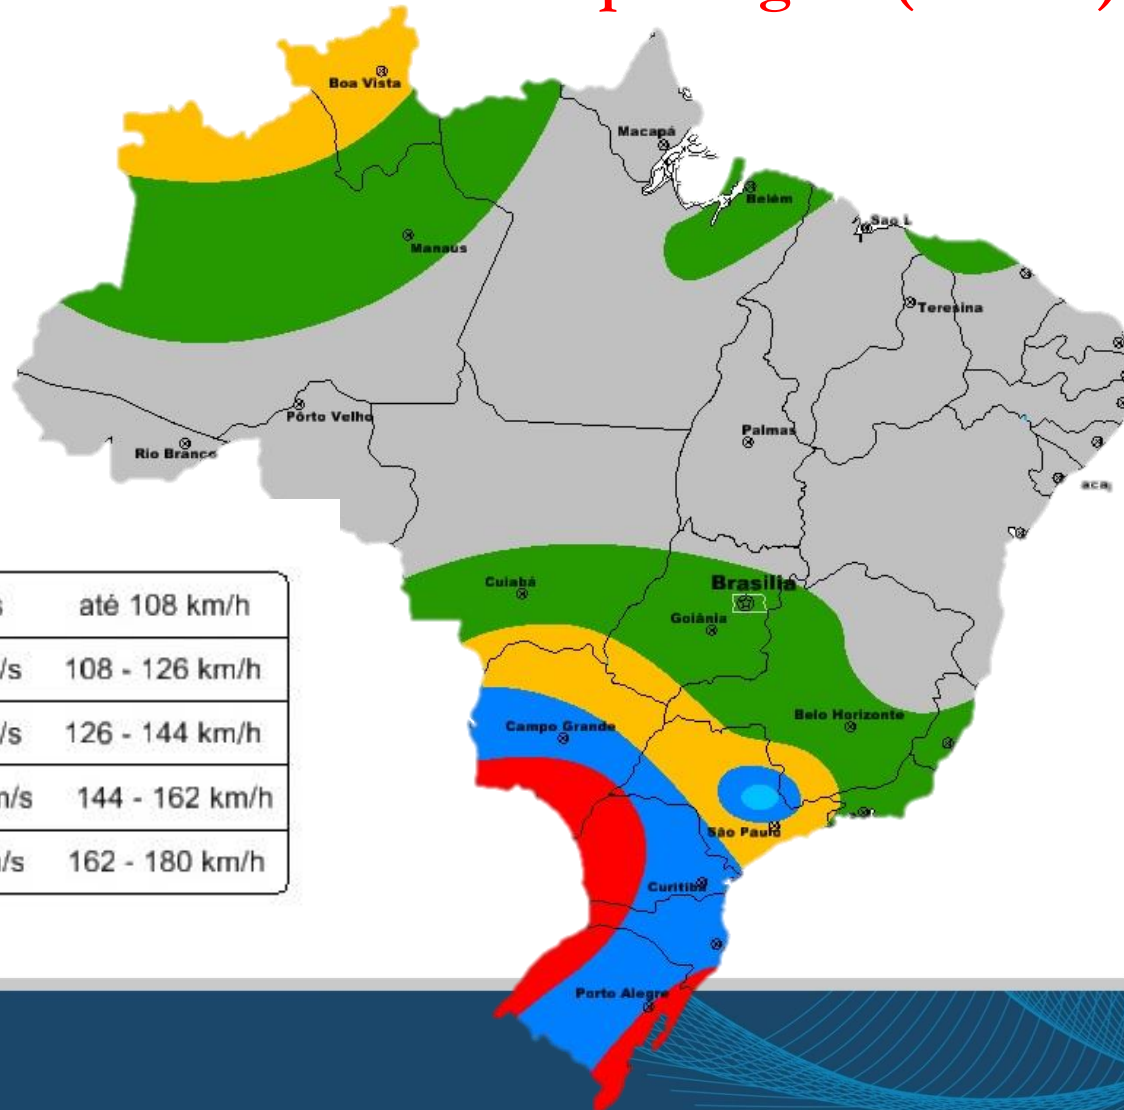 Boa Vista
Macapá
Belém
Sao L
Manaus
Teresina
Pôrto Velho
Palmas
Rio Branco
aca
Cuiabá
Brasília
Goiânia
s até 108 km/h
/s 108 - 126 km/h
/s 126 - 144 km/h
n/s 144 - 162 km/h
/s 162 - 180 km/h
Belo Horizonte
Campo Grande
São Paulo
Curitiba
Porto Alegre